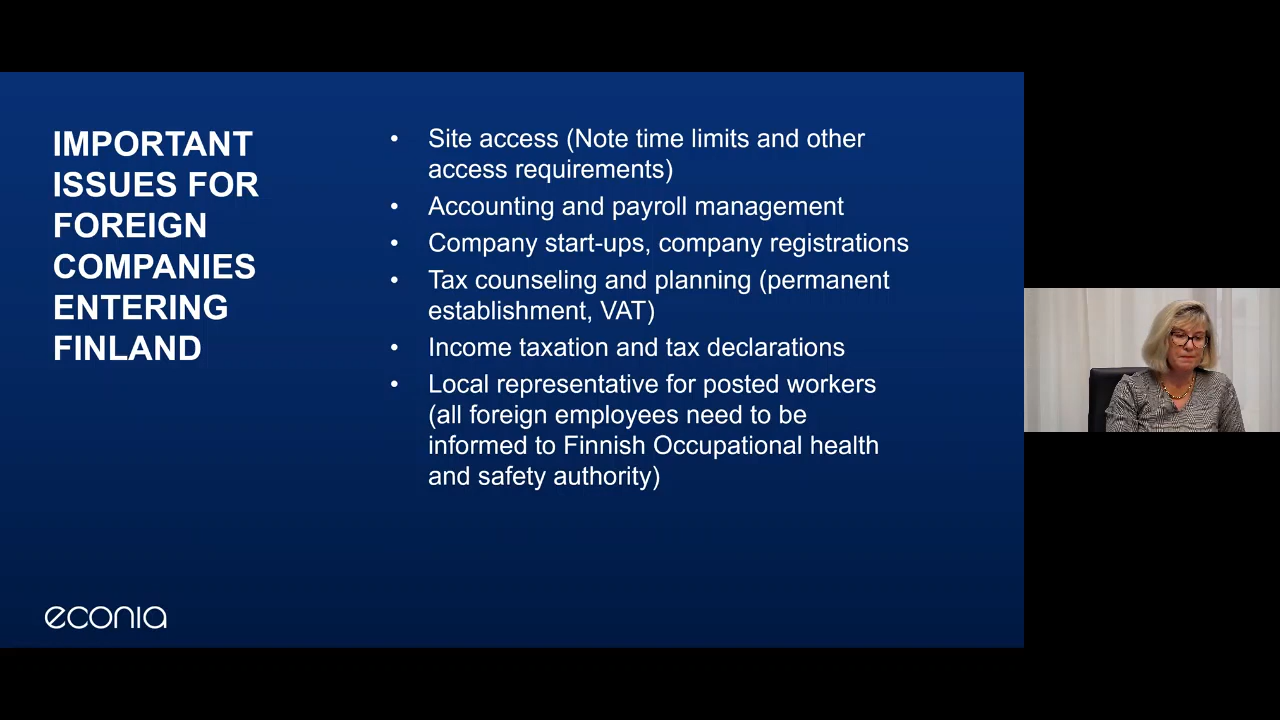 IMPORTANT
ISSUES FOR
FOREIGN
COMPANIES
ENTERING
FINLAND
• Site access (Note time limits and other
access requirements)
• Accounting and payroll management
• Company start-ups, company registrations
• Tax counseling and planning (permanent
establishment, VAT)
• Income taxation and tax declarations
• Local representative for posted workers
(all foreign employees need to be
informed to Finnish Occupational health
and safety authority)
econia